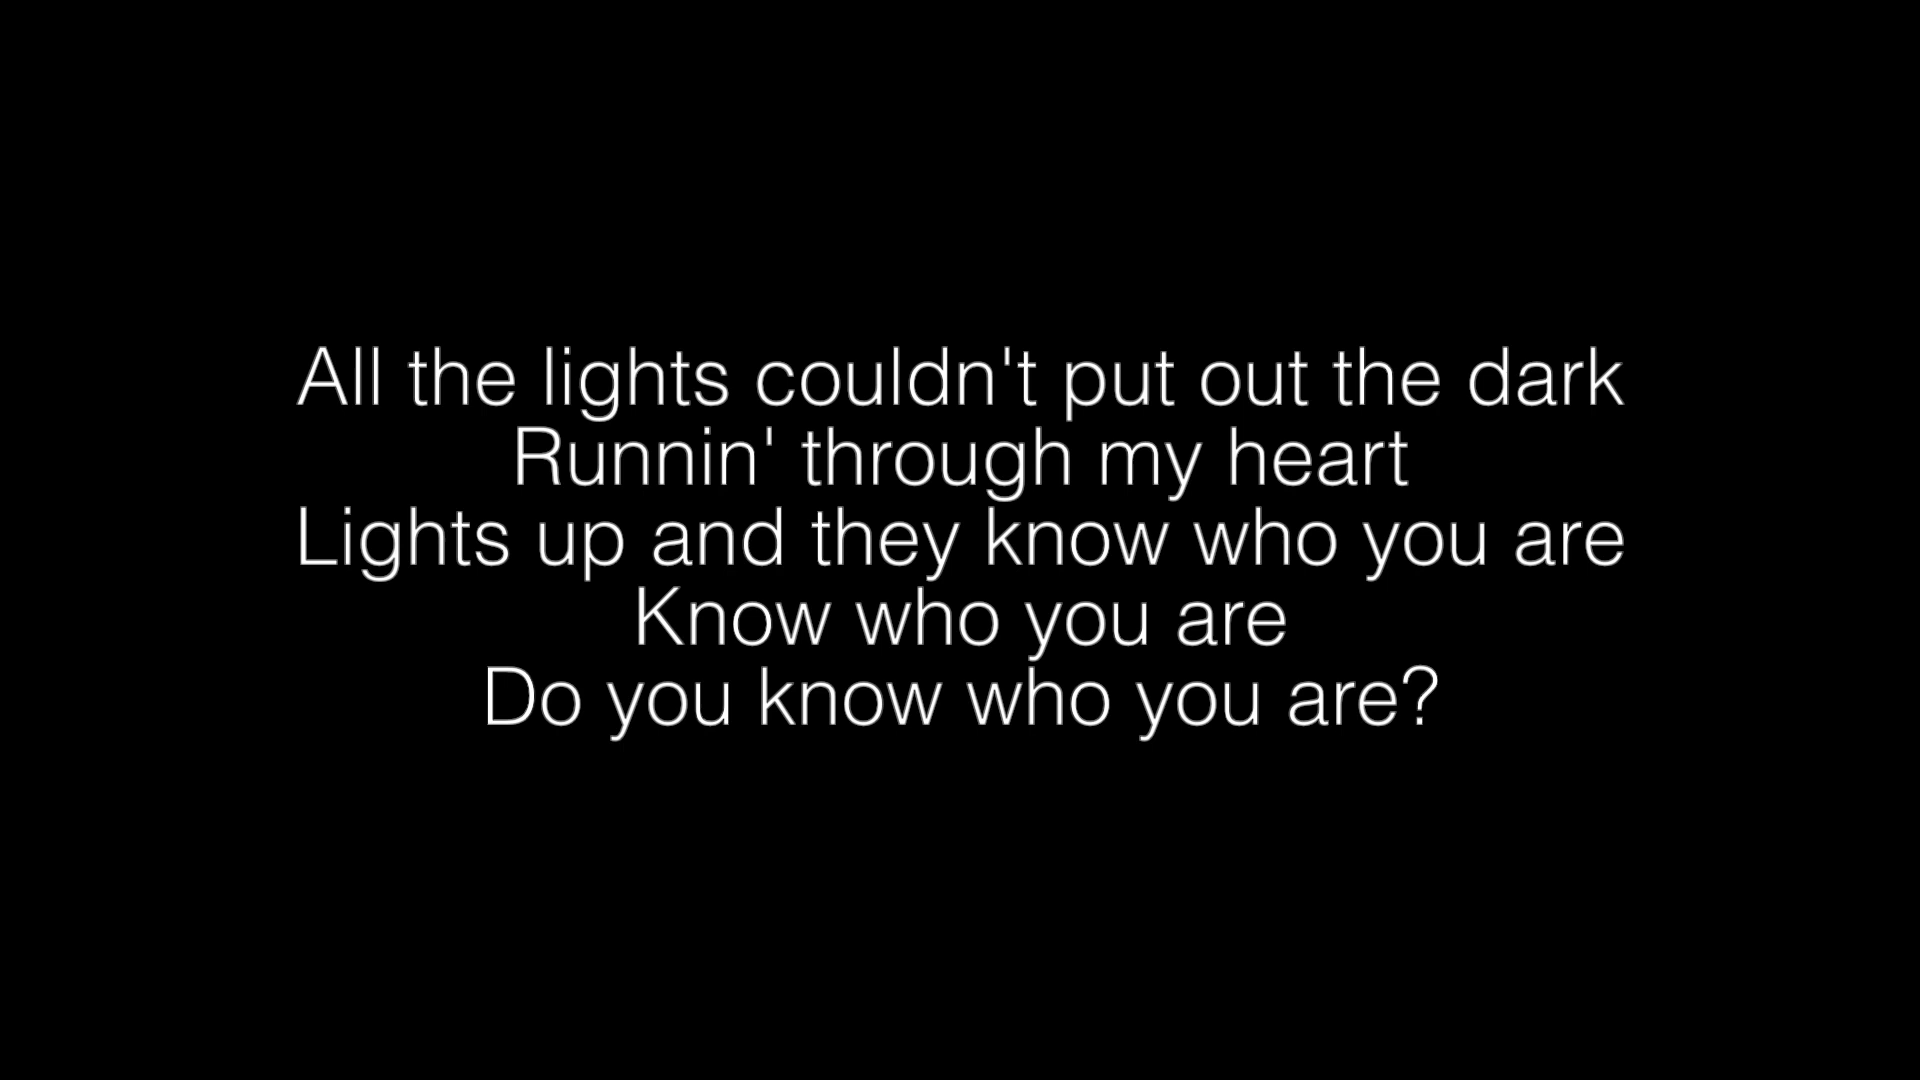 All the lights couldn't put out the dark
Runnin' through my heart
Lights up and they know who you are
Know who you are
Do you know who you are?